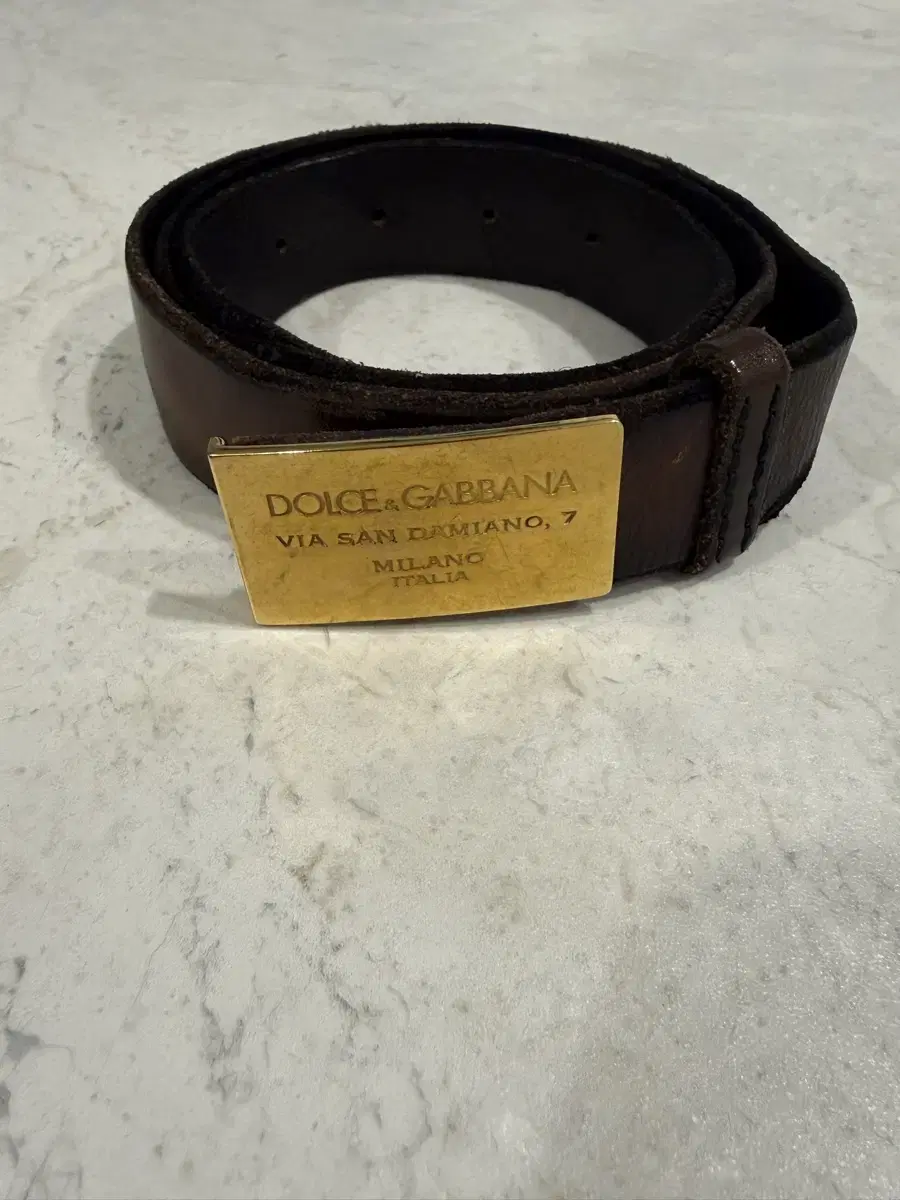 DOLCE & GABBANA
VIA SAN DAMIANO, 7
MILANO
ITALIA